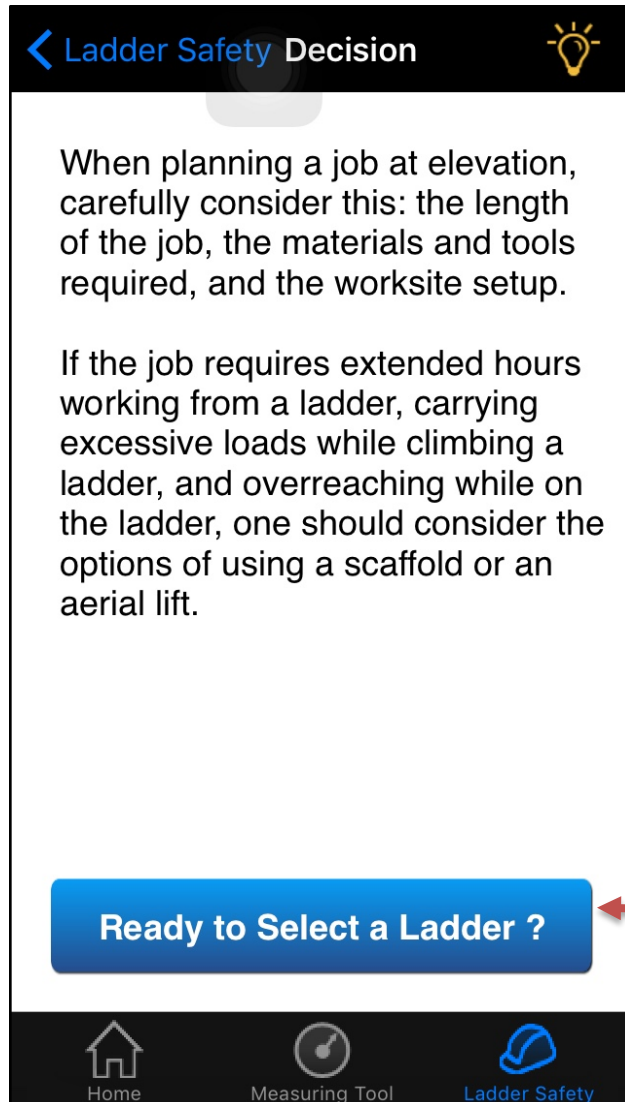 Ladder Safety Decision
When planning a job at elevation,
carefully consider this: the length
of the job, the materials and tools
required, and the worksite setup.
If the job requires extended hours
working from a ladder, carrying
excessive loads while climbing a
ladder, and overreaching while on
the ladder, one should consider the
options of using a scaffold or an
aerial lift.
Ready to Select a Ladder ?
Home Measuring Tool Ladder Safety